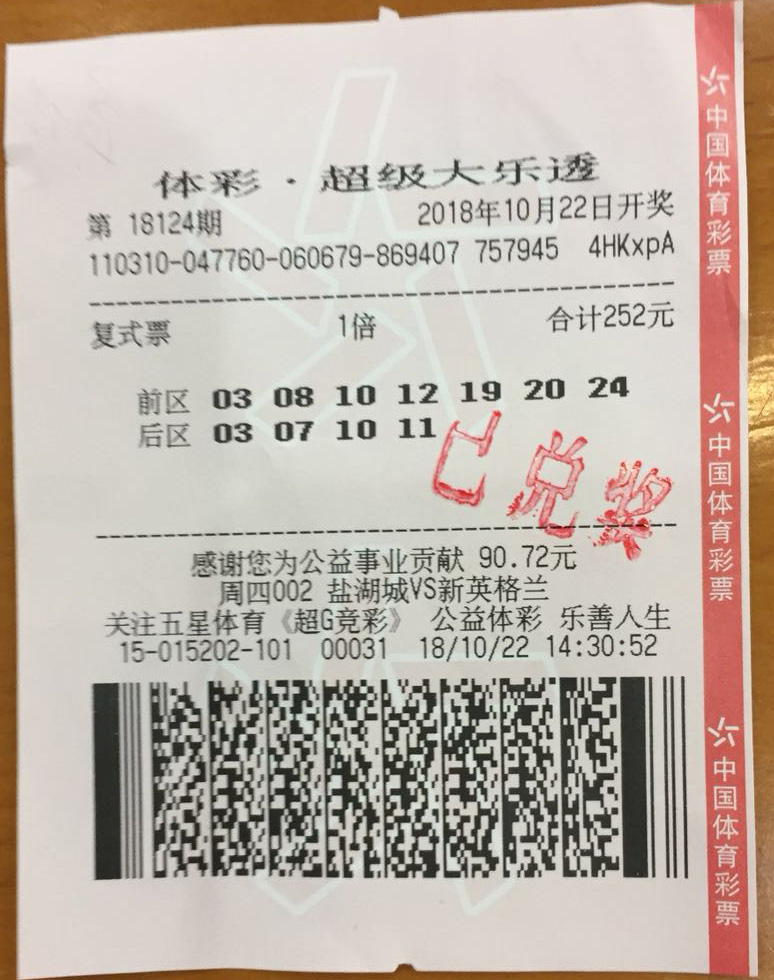 体彩·超级大乐透
第 18124期 2018年10月22日开奖
110310-047760-060679-869407 757945 4HKxpA
复式票 1倍 合计252元
前区 03 08 10 12 19 20 24
后区 03 07 10 11
已兑奖
感谢您为公益事业贡献 90.72元
周四002 盐湖城VS新英格兰
关注五星体育《超G竞彩》 公益体彩 乐善人生
15-015202-101 00031 18/10/22 14:30:52
中国体育彩票
中国体育彩票
中国体育彩票